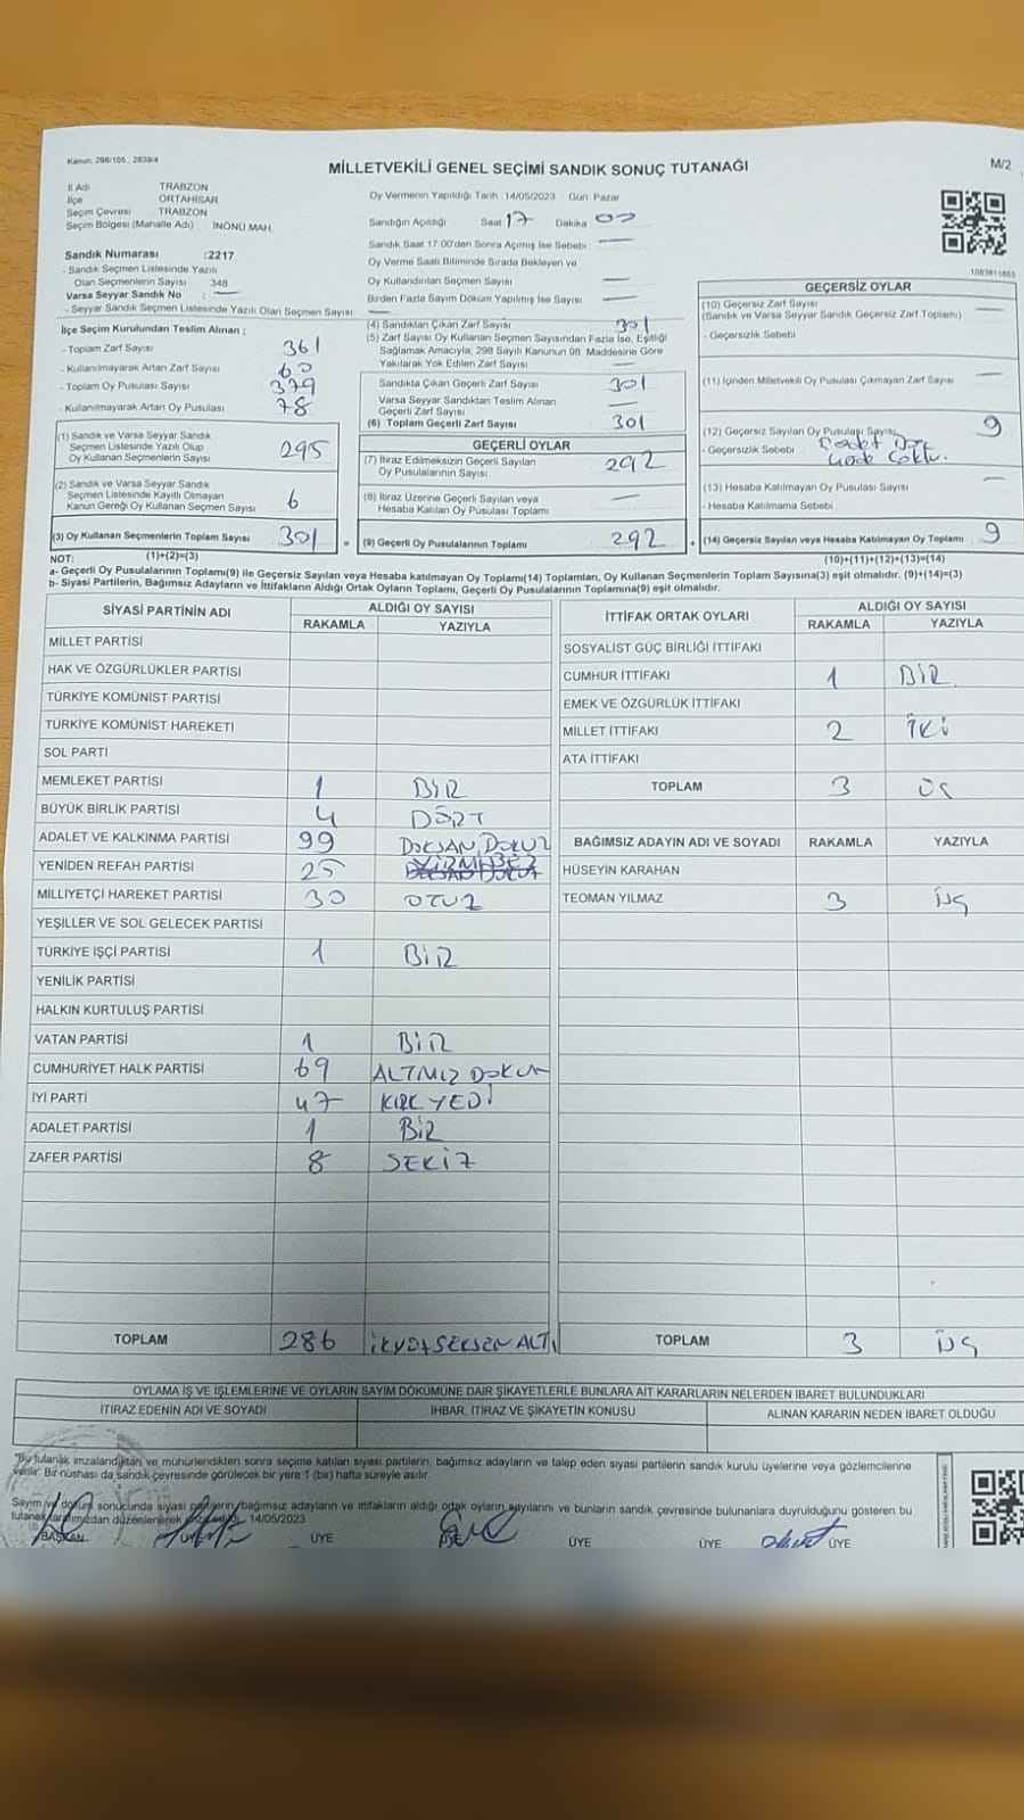 Kanun: 298/105, 2839/4
MİLLETVEKİLİ GENEL SEÇİMİ SANDIK SONUÇ TUTANAĞI
M/2
İl Adı TRABZON
İlçe ORTAHİSAR
Seçim Çevresi TRABZON
Seçim Bölgesi (Mahalle Adı) İNÖNÜ MAH.
Sandık Numarası :2217
- Sandık Seçmen Listesinde Yazılı
Olan Seçmenlerin Sayısı 348
Varsa Seyyar Sandık No : —
- Seyyar Sandık Seçmen Listesinde Yazılı Olan Seçmen Sayısı —
İlçe Seçim Kurulundan Teslim Alınan :
- Toplam Zarf Sayısı 361
- Kullanılmayarak Artan Zarf Sayısı 60
- Toplam Oy Pusulası Sayısı 379
- Kullanılmayarak Artan Oy Pusulası 78
(1) Sandık ve Varsa Seyyar Sandık
Seçmen Listesinde Yazılı Olup
Oy Kullanan Seçmenlerin Sayısı 295
(2) Sandık ve Varsa Seyyar Sandık
Seçmen Listesinde Kayıtlı Olmayan
Kanun Gereği Oy Kullanan Seçmen Sayısı 6
(3) Oy Kullanan Seçmenlerin Toplam Sayısı 301
(1)+(2)=(3)
Oy Vermenin Yapıldığı Tarih :14/05/2023 Gün: Pazar
Sandığın Açıldığı Saat 17 Dakika 00
Sandık Saat 17:00'den Sonra Açılmış İse Sebebi —
Oy Verme Saati Bitiminde Sırada Bekleyen ve
Oy Kullandırılan Seçmen Sayısı —
Birden Fazla Sayım Döküm Yapılmış İse Sayısı —
(4) Sandıktan Çıkan Zarf Sayısı 301
(5) Zarf Sayısı Oy Kullanan Seçmen Sayısından Fazla İse, Eşitliği
Sağlamak Amacıyla, 298 Sayılı Kanunun 98. Maddesine Göre
Yakılarak Yok Edilen Zarf Sayısı —
Sandıkta Çıkan Geçerli Zarf Sayısı 301
Varsa Seyyar Sandıktan Teslim Alınan
Geçerli Zarf Sayısı —
(6) Toplam Geçerli Zarf Sayısı 301
GEÇERLİ OYLAR
(7) İtiraz Edilmeksizin Geçerli Sayılan
Oy Pusulasının Sayısı 292
(8) İtiraz Üzerine Geçerli Sayılan veya
Hesaba Katılan Oy Pusulası Toplamı —
= (9) Geçerli Oy Pusulalarının Toplamı 292
1083811665
GEÇERSİZ OYLAR
(10) Geçersiz Zarf Sayısı —
(Sandık ve Varsa Seyyar Sandık Geçersiz Zarf Toplamı)
- Geçersizlik Sebebi
(11) İçinden Milletvekili Oy Pusulası Çıkmayan Zarf Sayısı —
(12) Geçersiz Sayılan Oy Pusulası Sayısı 9
- Geçersizlik Sebebi
(13) Hesaba Katılmayan Oy Pusulası Sayısı —
- Hesaba Katılmama Sebebi
+ (14) Geçersiz Sayılan veya Hesaba Katılmayan Oy Toplamı 9
(10)+(11)+(12)+(13)=(14)
NOT:
a- Geçerli Oy Pusulalarının Toplamı(9) ile Geçersiz Sayılan veya Hesaba katılmayan Oy Toplamı(14) Toplamları, Oy Kullanan Seçmenlerin Toplam Sayısına(3) eşit olmalıdır. (9)+(14)=(3)
b- Siyasi Partilerin, Bağımsız Adayların ve İttifakların Aldığı Ortak Oyların Toplamı, Geçerli Oy Pusulalarının Toplamına(9) eşit olmalıdır.
SİYASİ PARTİNİN ADI ALDIĞI OY SAYISI
RAKAMLA YAZIYLA
MİLLET PARTİSİ
HAK VE ÖZGÜRLÜKLER PARTİSİ
TÜRKİYE KOMÜNİST PARTİSİ
TÜRKİYE KOMÜNİST HAREKETİ
SOL PARTİ
MEMLEKET PARTİSİ 1 BİR
BÜYÜK BİRLİK PARTİSİ 4 DÖRT
ADALET VE KALKINMA PARTİSİ 99 DOKSAN DOKUZ
YENİDEN REFAH PARTİSİ 25
MİLLİYETÇİ HAREKET PARTİSİ 30 OTUZ
YEŞİLLER VE SOL GELECEK PARTİSİ
TÜRKİYE İŞÇİ PARTİSİ 1 BİR
YENİLİK PARTİSİ
HALKIN KURTULUŞ PARTİSİ
VATAN PARTİSİ 1 BİR
CUMHURİYET HALK PARTİSİ 69 ALTMIZ DOKUZ
İYİ PARTİ 47 KIRK YEDİ
ADALET PARTİSİ 1 BİR
ZAFER PARTİSİ 8 SEKİZ
TOPLAM 286 İKİYÜZ SEKSEN ALTI
İTTİFAK ORTAK OYLARI ALDIĞI OY SAYISI
RAKAMLA YAZIYLA
SOSYALİST GÜÇ BİRLİĞİ İTTİFAKI
CUMHUR İTTİFAKI 1 BİR
EMEK VE ÖZGÜRLÜK İTTİFAKI
MİLLET İTTİFAKI 2 İKİ
ATA İTTİFAKI
TOPLAM 3 ÜÇ
BAĞIMSIZ ADAYIN ADI VE SOYADI RAKAMLA YAZIYLA
HÜSEYİN KARAHAN
TEOMAN YILMAZ 3 ÜÇ
TOPLAM 3 ÜÇ
OYLAMA İŞ VE İŞLEMLERİNE VE OYLARIN SAYIM DÖKÜMÜNE DAİR ŞİKAYETLERLE BUNLARA AİT KARARLARIN NELERDEN İBARET BULUNDUKLARI
İTİRAZ EDENİN ADI VE SOYADI İHBAR, İTİRAZ VE ŞİKAYETİN KONUSU ALINAN KARARIN NEDEN İBARET OLDUĞU
"Bu tutanak imzalandıktan ve mühürlendikten sonra seçime katılan siyasi partilerin, bağımsız adayların ve talep eden siyasi partilerin sandık kurulu üyelerine veya gözlemcilerine
verilir. Bir nüshası da sandık çevresinde görülecek bir yere 1 (bir) hafta süreyle asılır.
Sayım ve döküm sonucunda siyasi partilerin, bağımsız adayların ve ittifakların aldığı ortak oyların sayılarını ve bunların sandık çevresinde bulunanlara duyrulduğunu gösteren bu
tutanak tarafımızdan düzenlenerek 14/05/2023
BAŞKAN ÜYE ÜYE ÜYE ÜYE ÜYE ÜYE